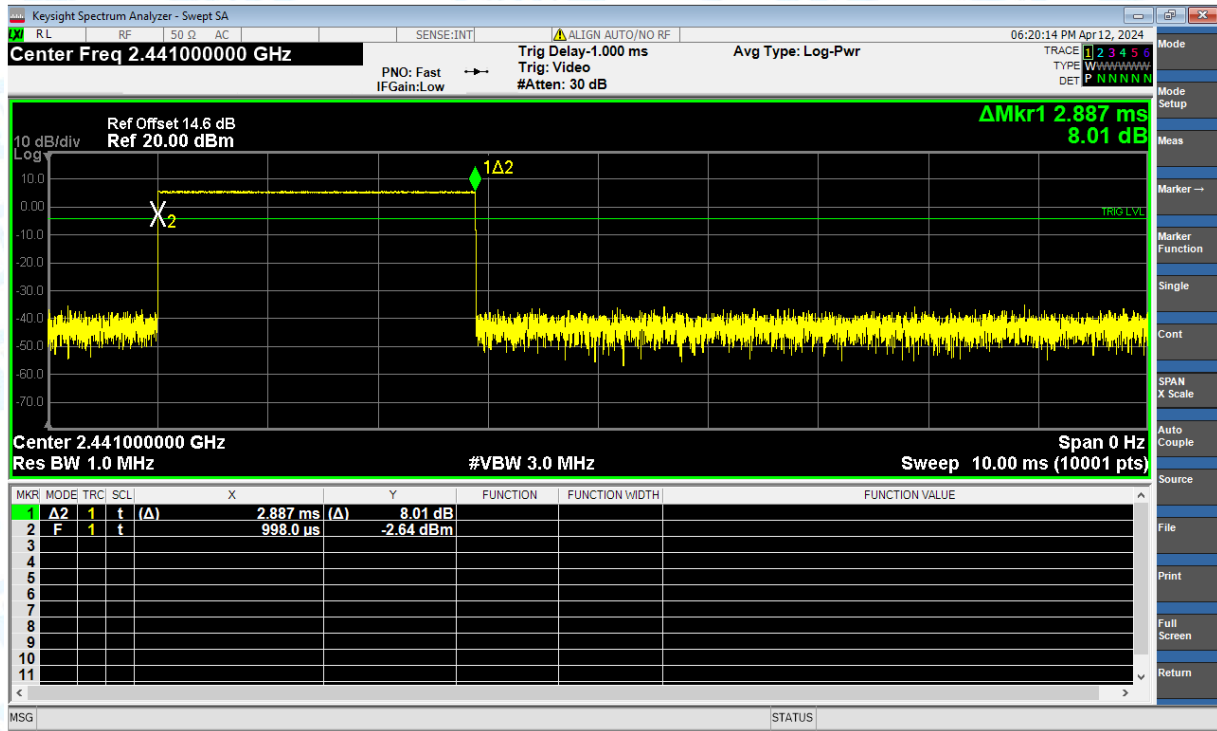 Keysight Spectrum Analyzer - Swept SA
LXI RL RF 50 Ω AC SENSE:INT ALIGN AUTO/NO RF 06:20:14 PM Apr 12, 2024
Center Freq 2.441000000 GHz
PNO: Fast
IFGain:Low
Trig Delay-1.000 ms
Trig: Video
#Atten: 30 dB
Avg Type: Log-Pwr
TRACE 1 2 3 4 5 6
TYPE WWWWWW
DET P N N N N N
ΔMkr1 2.887 ms
8.01 dB
Ref Offset 14.6 dB
10 dB/div Ref 20.00 dBm
Log
10.0
0.00
-10.0
-20.0
-30.0
-40.0
-50.0
-60.0
-70.0
1Δ2
2
TRIG LVL
Center 2.441000000 GHz Span 0 Hz
Res BW 1.0 MHz #VBW 3.0 MHz Sweep 10.00 ms (10001 pts)
MKR MODE TRC SCL X Y FUNCTION FUNCTION WIDTH FUNCTION VALUE
1 Δ2 1 t (Δ) 2.887 ms (Δ) 8.01 dB
2 F 1 t 998.0 µs -2.64 dBm
3
4
5
6
7
8
9
10
11
MSG STATUS
Mode
Mode
Setup
Meas
Marker →
Marker
Function
Single
Cont
SPAN
X Scale
Auto
Couple
Source
File
Print
Full
Screen
Return